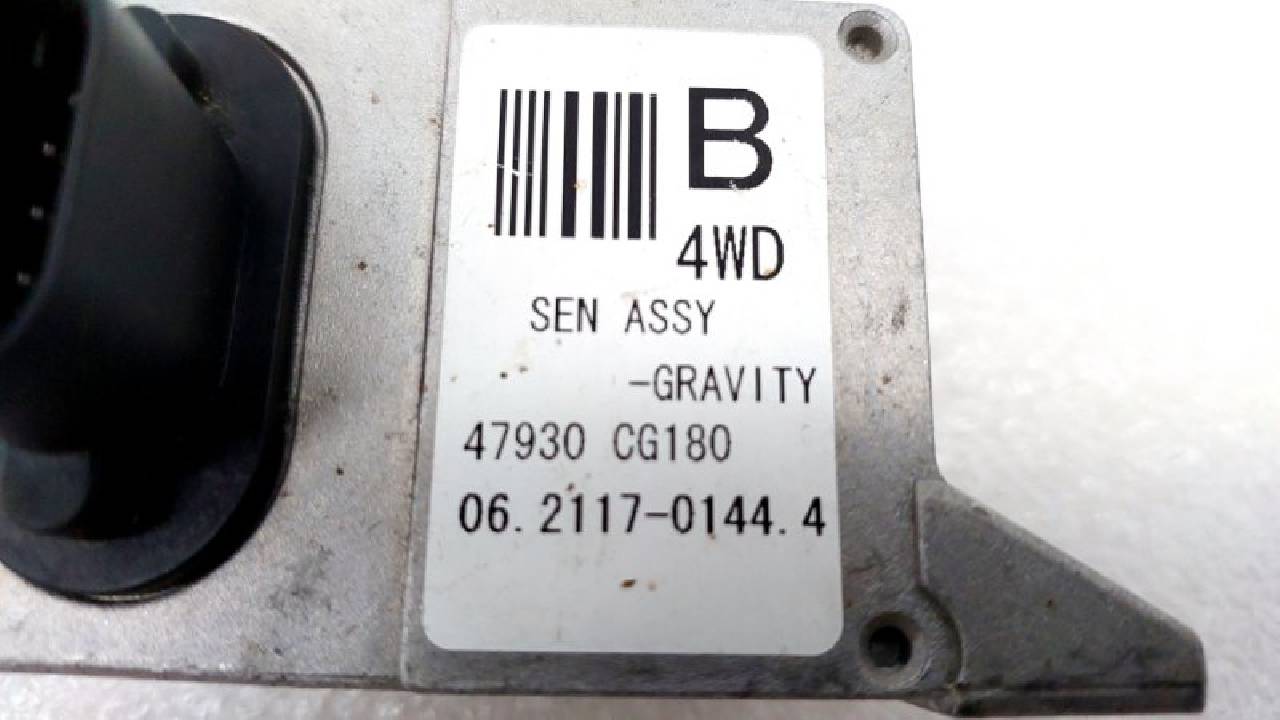 B
4WD
SEN ASSY
-GRAVITY
47930 CG180
06.2117-0144.4